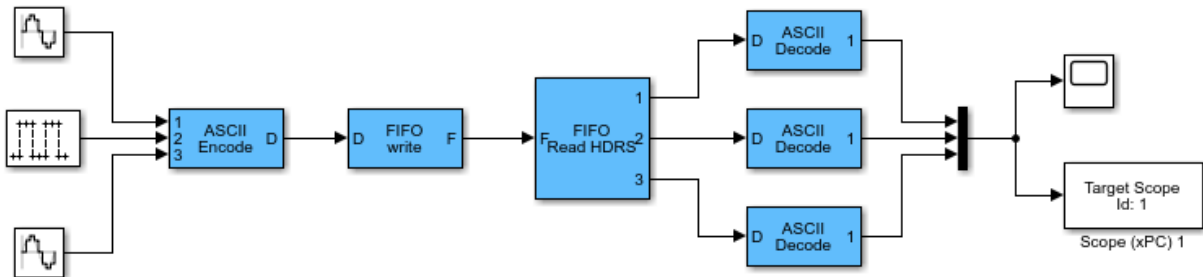 1
2
3
ASCII
Encode
D
D
FIFO
write
F
F
FIFO
Read HDRS
1
2
3
D
ASCII
Decode
1
D
ASCII
Decode
1
D
ASCII
Decode
1
Target Scope
Id: 1
Scope (xPC) 1